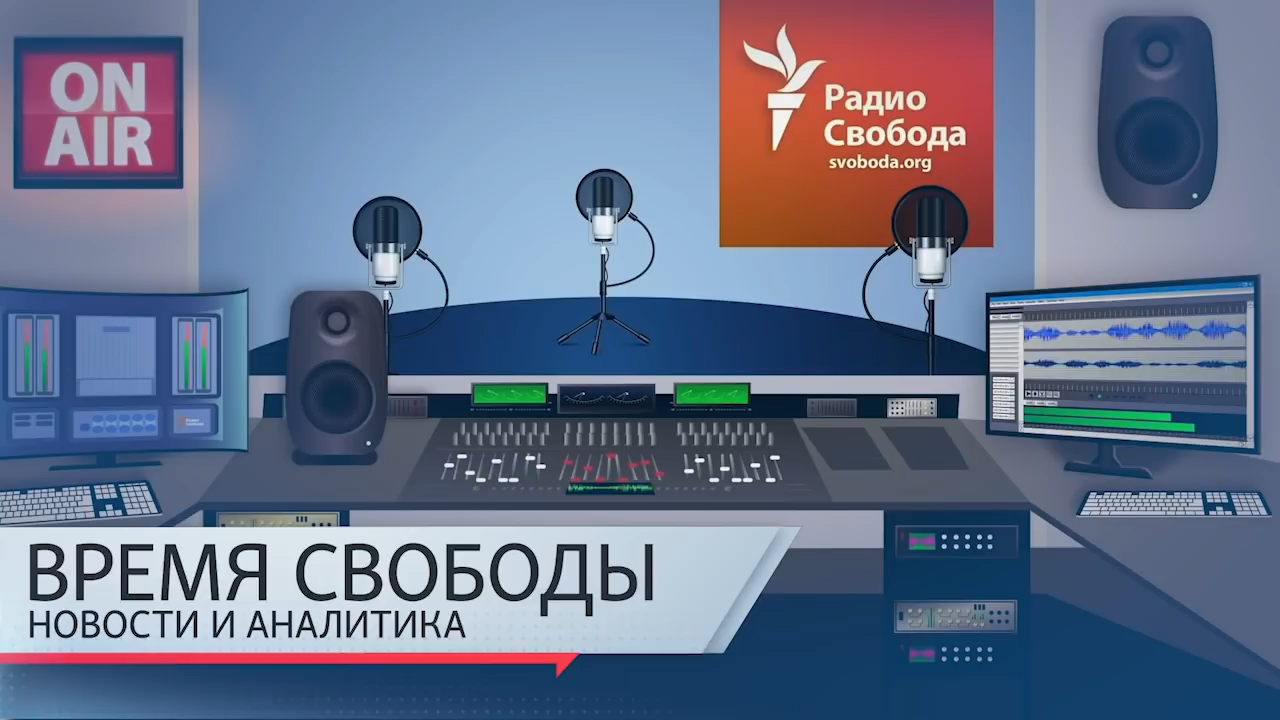 ON
AIR
Радио
Свобода
svoboda.org
ВРЕМЯ СВОБОДЫ
НОВОСТИ И АНАЛИТИКА